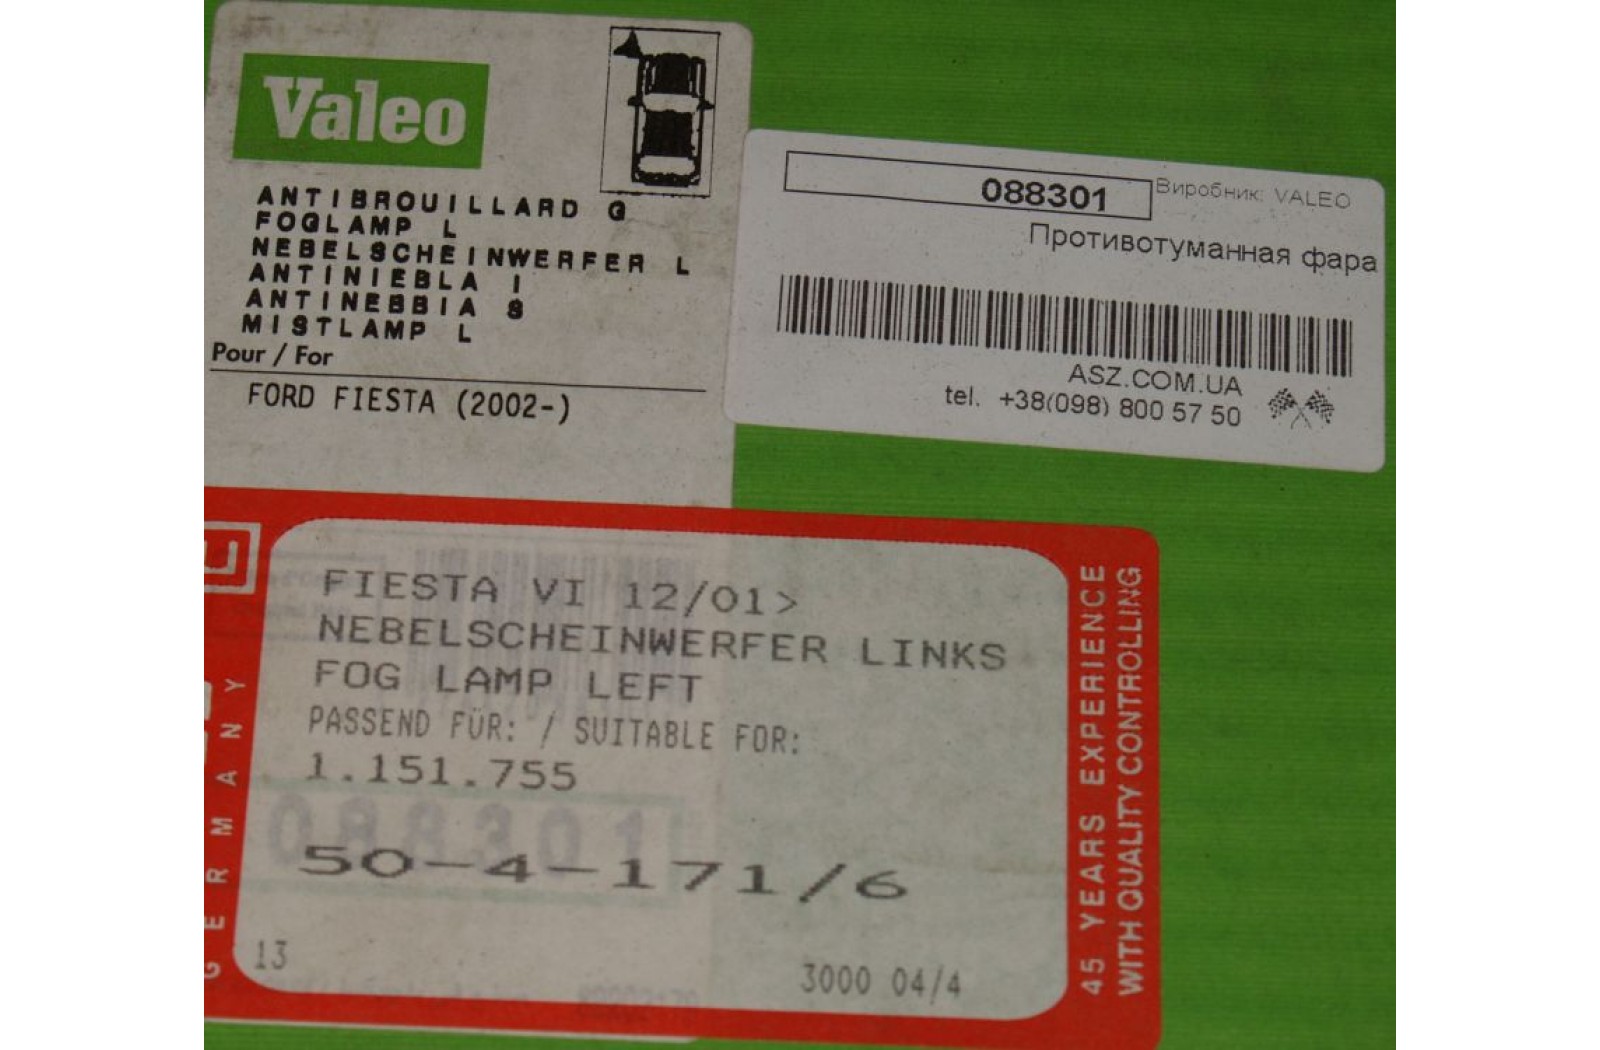 Valeo
ANTIBROUILLARD G
FOGLAMP L
NEBELSCHEINWERFER L
ANTINIEBLA I
ANTINEBBIA S
MISTLAMP L
Pour / For
FORD FIESTA (2002-)
088301
Виробник: VALEO
Противотуманная фара
ASZ.COM.UA
tel. +38(098) 800 57 50
FIESTA VI 12/01>
NEBELSCHEINWERFER LINKS
FOG LAMP LEFT
PASSEND FÜR: / SUITABLE FOR:
1.151.755
088301
50-4-171/6
13
3000 04/4
GERMANY
45 YEARS EXPERIENCE
WITH QUALITY CONTROLLING